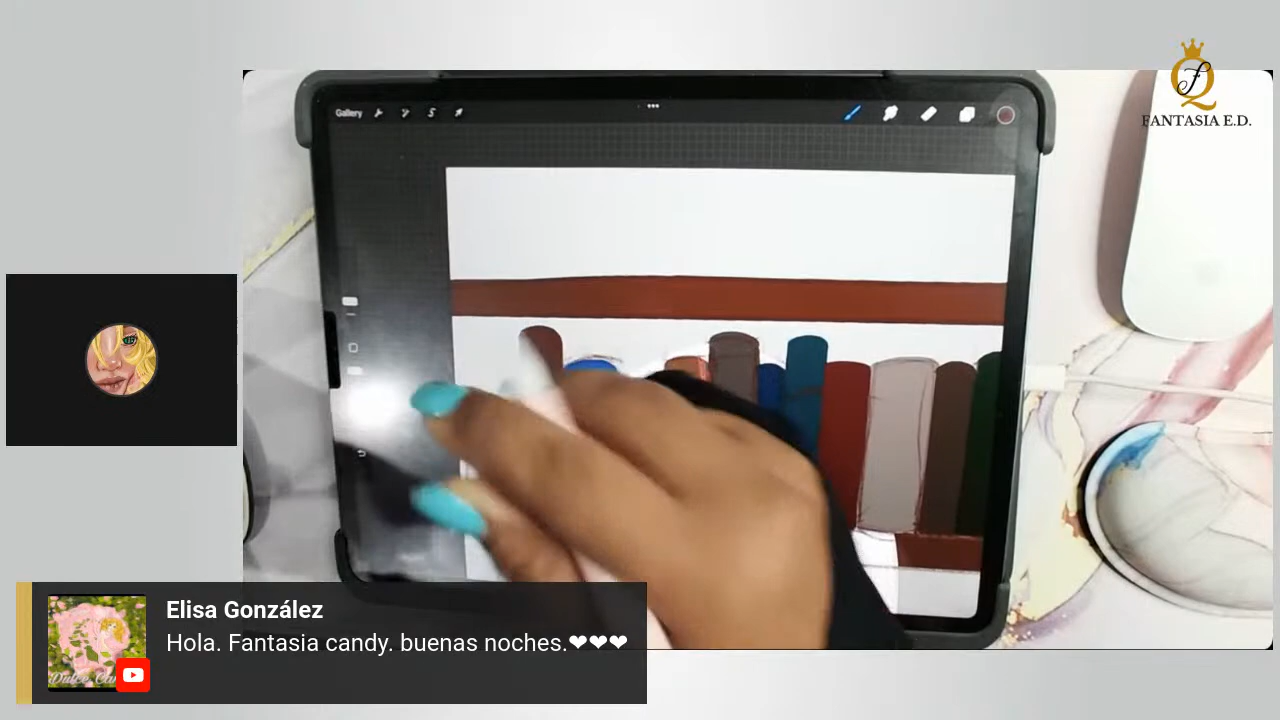 FANTASIA E.D.
Gallery
Elisa González
Hola. Fantasia candy. buenas noches.❤❤❤